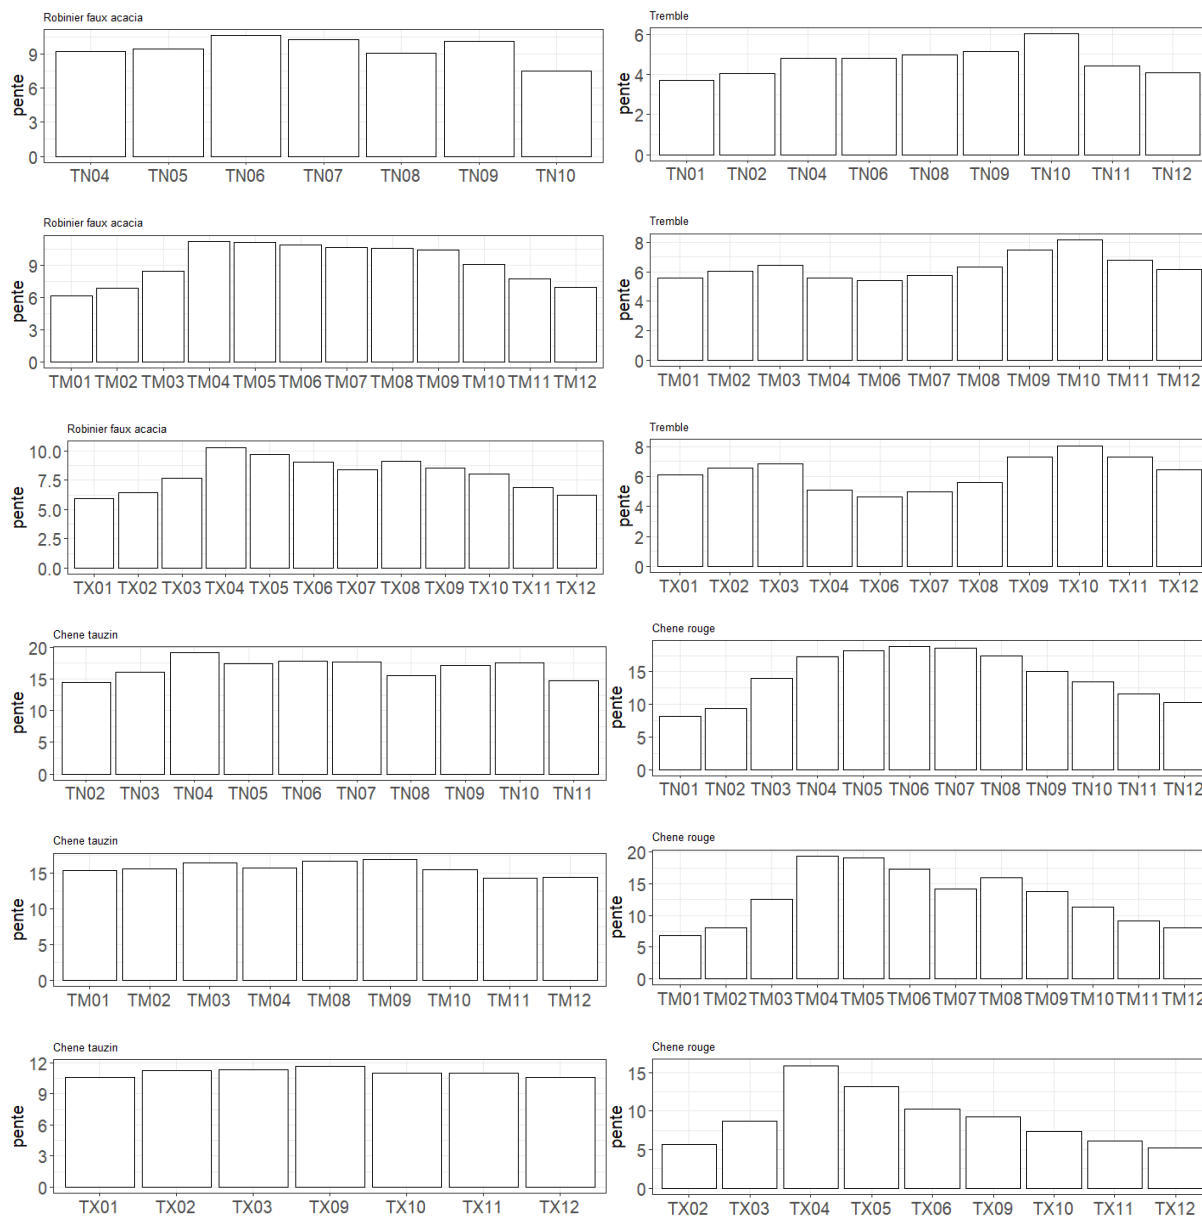 Robinier faux acacia
pente
9
6
3
0
TN04 TN05 TN06 TN07 TN08 TN09 TN10
Tremble
pente
6
4
2
0
TN01 TN02 TN04 TN06 TN08 TN09 TN10 TN11 TN12
Robinier faux acacia
pente
9
6
3
0
TM01 TM02 TM03 TM04 TM05 TM06 TM07 TM08 TM09 TM10 TM11 TM12
Tremble
pente
8
6
4
2
0
TM01 TM02 TM03 TM04 TM06 TM07 TM08 TM09 TM10 TM11 TM12
Robinier faux acacia
pente
10.0
7.5
5.0
2.5
0.0
TX01 TX02 TX03 TX04 TX05 TX06 TX07 TX08 TX09 TX10 TX11 TX12
Tremble
pente
8
6
4
2
0
TX01 TX02 TX03 TX04 TX06 TX07 TX08 TX09 TX10 TX11 TX12
Chene tauzin
pente
20
15
10
5
0
TN02 TN03 TN04 TN05 TN06 TN07 TN08 TN09 TN10 TN11
Chene rouge
pente
15
10
5
0
TN01 TN02 TN03 TN04 TN05 TN06 TN07 TN08 TN09 TN10 TN11 TN12
Chene tauzin
pente
15
10
5
0
TM01 TM02 TM03 TM04 TM08 TM09 TM10 TM11 TM12
Chene rouge
pente
20
15
10
5
0
TM01 TM02 TM03 TM04 TM05 TM06 TM07 TM08 TM09 TM10 TM11 TM12
Chene tauzin
pente
12
9
6
3
0
TX01 TX02 TX03 TX09 TX10 TX11 TX12
Chene rouge
pente
15
10
5
0
TX02 TX03 TX04 TX05 TX06 TX09 TX10 TX11 TX12